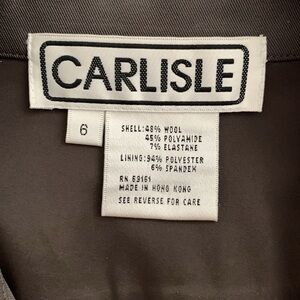 CARLISLE
6
SHELL:48% WOOL
45% POLYAMIDE
7% ELASTANE
LINING:94% POLYESTER
6% SPANDEX
RN 69161
MADE IN HONG KONG
SEE REVERSE FOR CARE